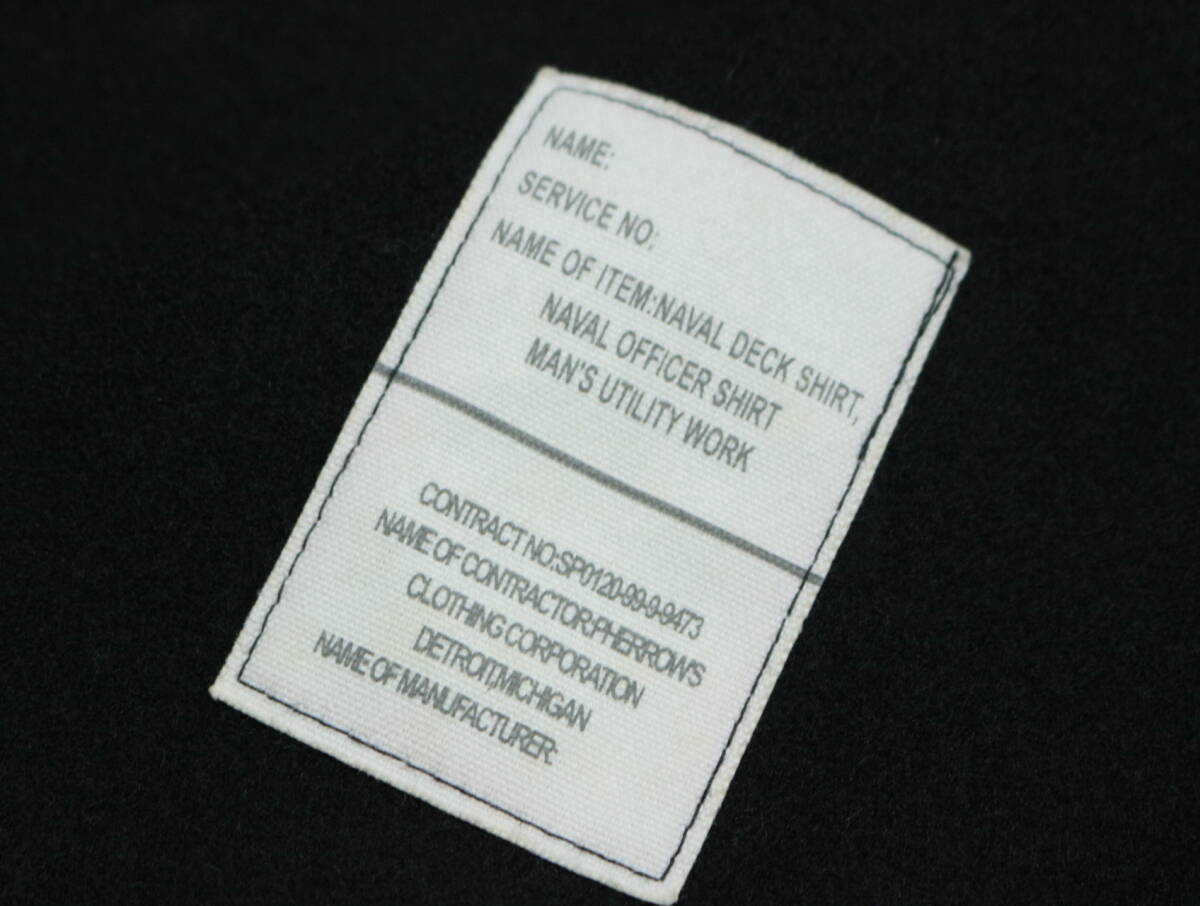 NAME:
SERVICE NO:
NAME OF ITEM:NAVAL DECK SHIRT,
NAVAL OFFICER SHIRT
MAN'S UTILITY WORK
CONTRACT NO:SP0120-99-9-9473
NAME OF CONTRACTOR:PHERROW'S
CLOTHING CORPORATION
DETROIT,MICHIGAN
NAME OF MANUFACTURER: